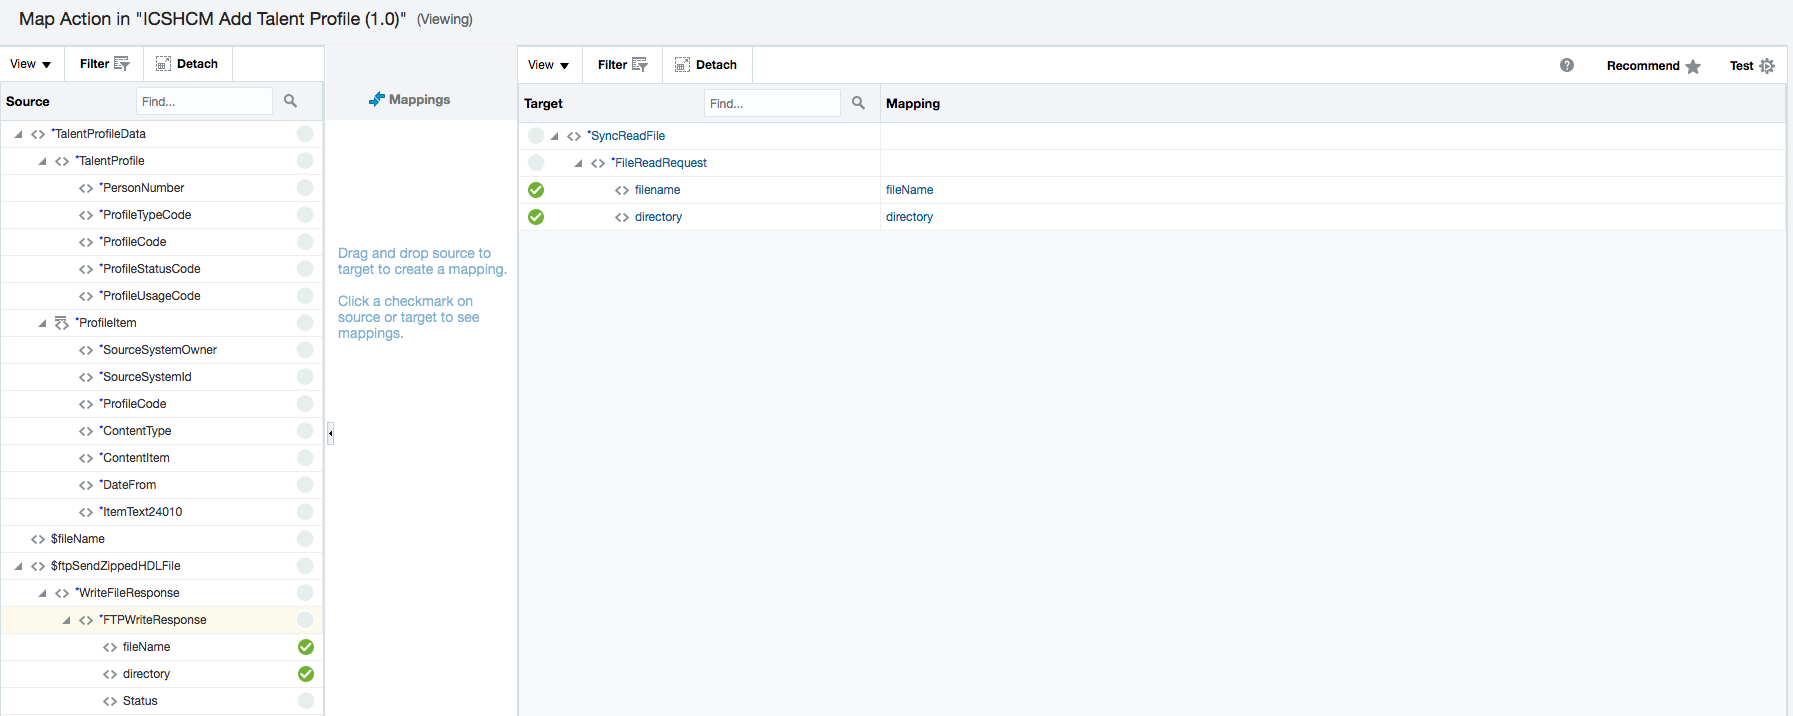 Map Action in "ICSHCM Add Talent Profile (1.0)" (Viewing)
View Filter Detach
Source Find...
*TalentProfileData
*TalentProfile
*PersonNumber
*ProfileTypeCode
*ProfileCode
*ProfileStatusCode
*ProfileUsageCode
*ProfileItem
*SourceSystemOwner
*SourceSystemId
*ProfileCode
*ContentType
*ContentItem
*DateFrom
*ItemText24010
$fileName
$ftpSendZippedHDLFile
*WriteFileResponse
*FTPWriteResponse
fileName
directory
Status
Mappings
Drag and drop source to
target to create a mapping.
Click a checkmark on
source or target to see
mappings.
View Filter Detach ? Recommend Test
Target Find... Mapping
*SyncReadFile
*FileReadRequest
filename fileName
directory directory